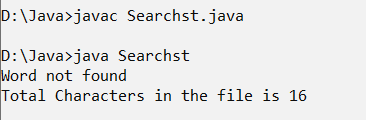 D:\Java>javac Searchst.java
D:\Java>java Searchst
Word not found
Total Characters in the file is 16